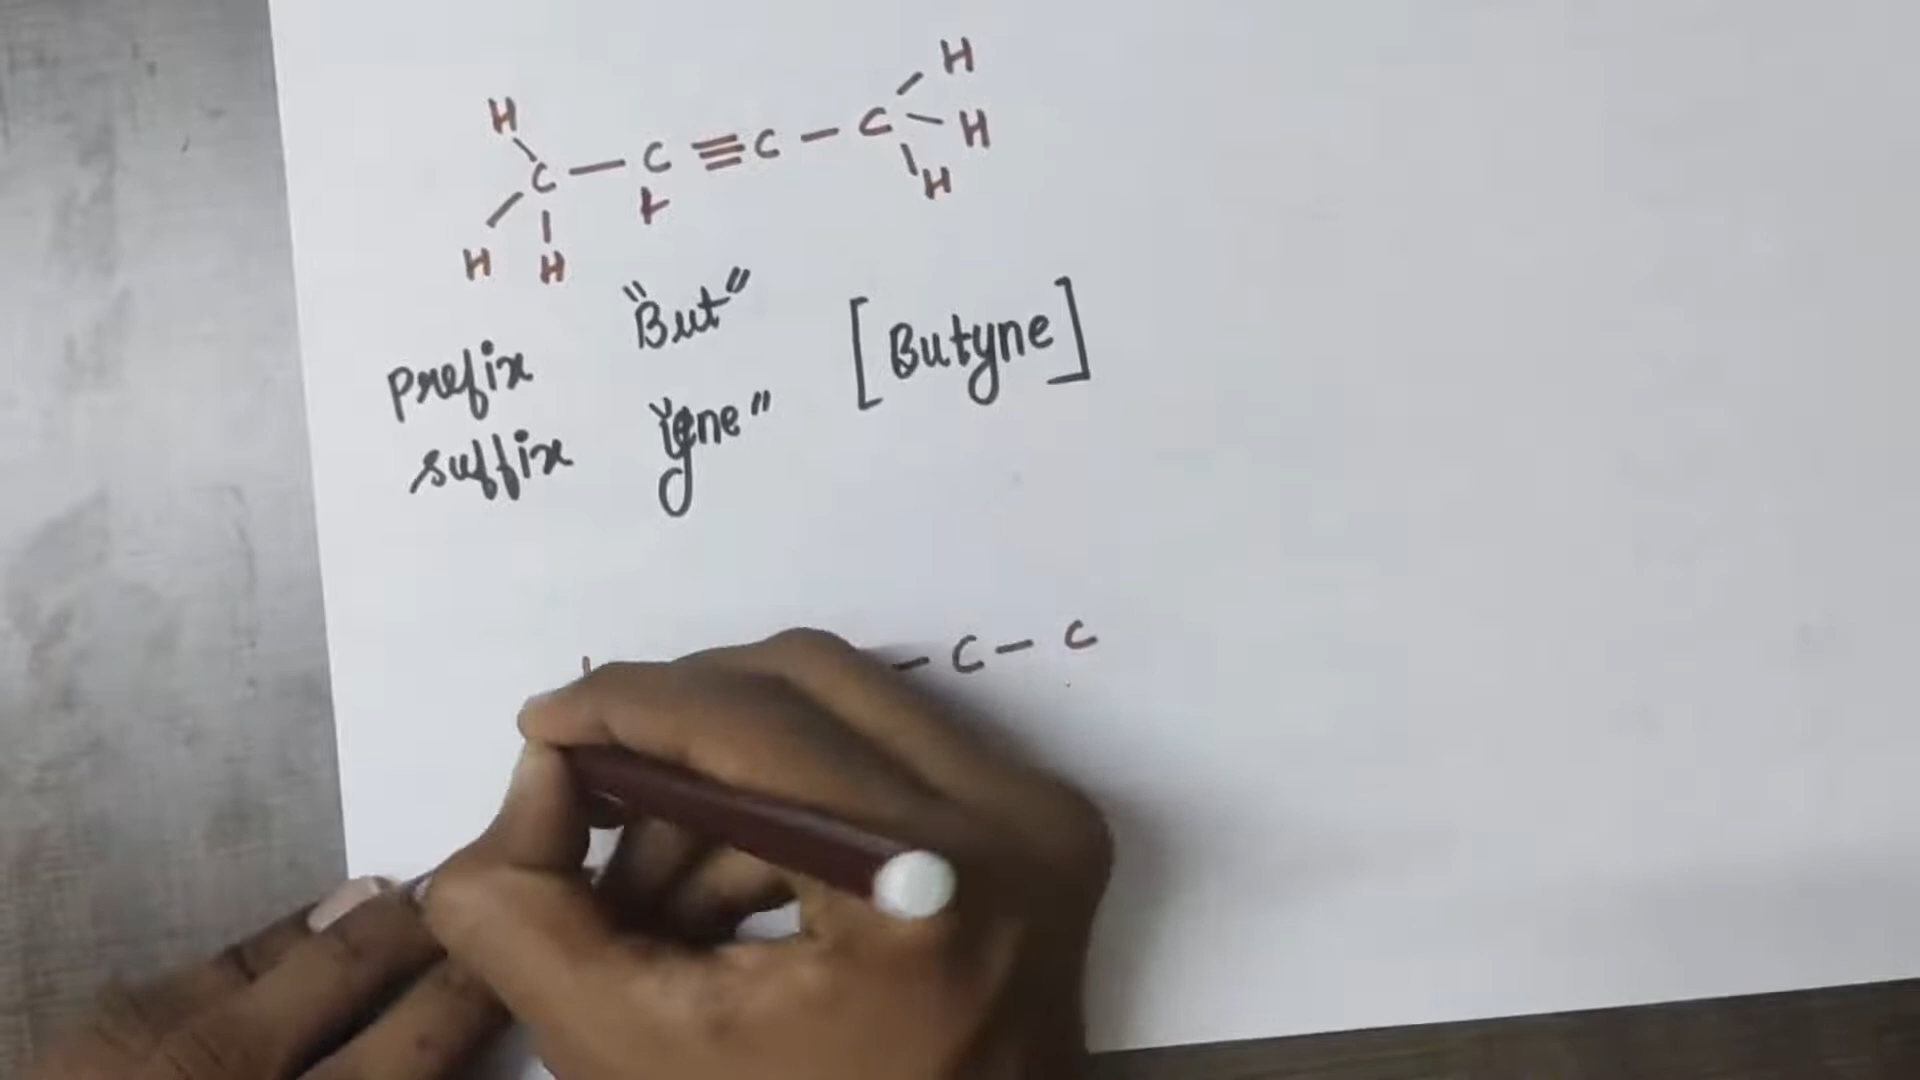 H
H
C — C ≡ C — C — H
H H H
prefix "But" [Butyne]
suffix "yne"
— C — C